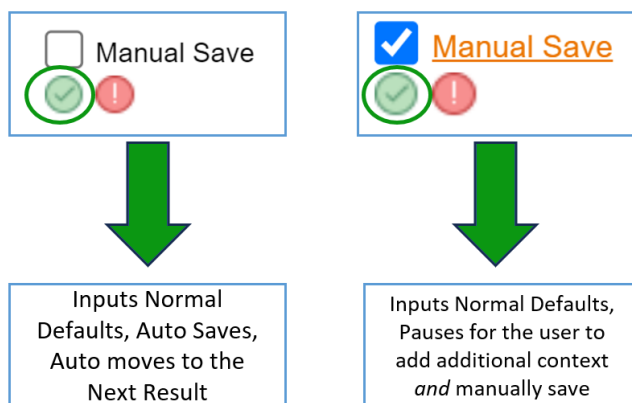 Manual Save
!
Inputs Normal
Defaults, Auto Saves,
Auto moves to the
Next Result
Manual Save
!
Inputs Normal Defaults,
Pauses for the user to
add additional context
and manually save